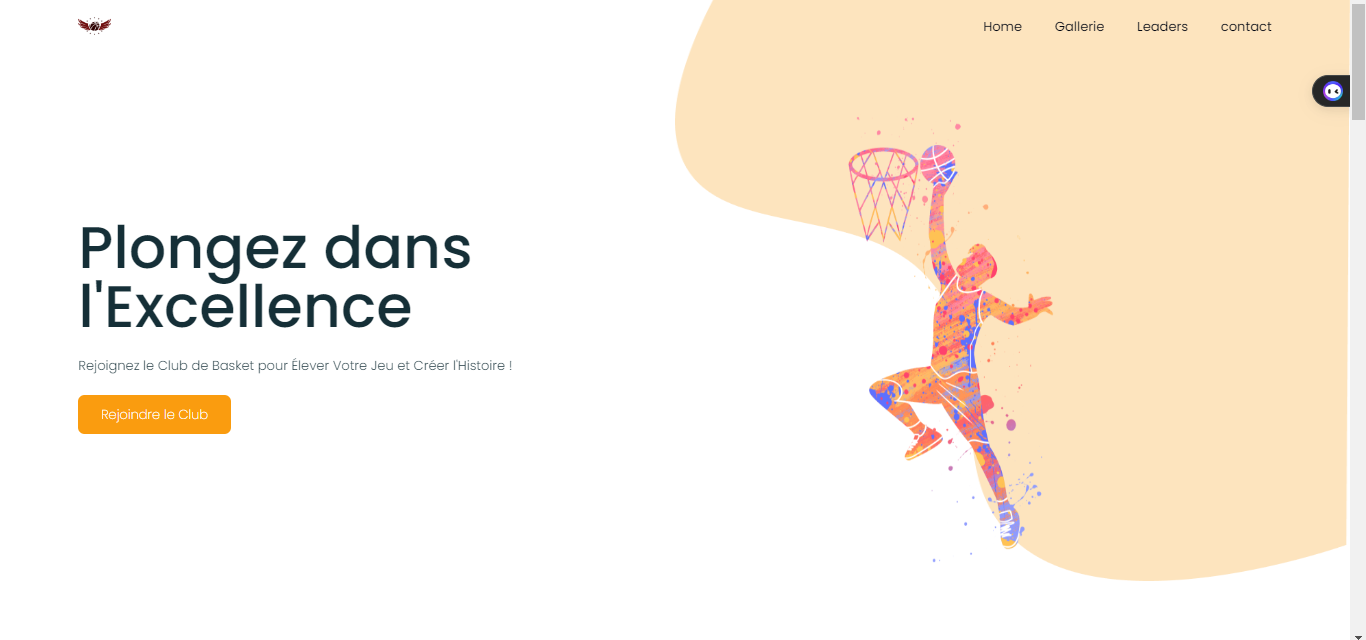 Home Gallerie Leaders contact
Plongez dans
l'Excellence
Rejoignez le Club de Basket pour Élever Votre Jeu et Créer l'Histoire !
Rejoindre le Club